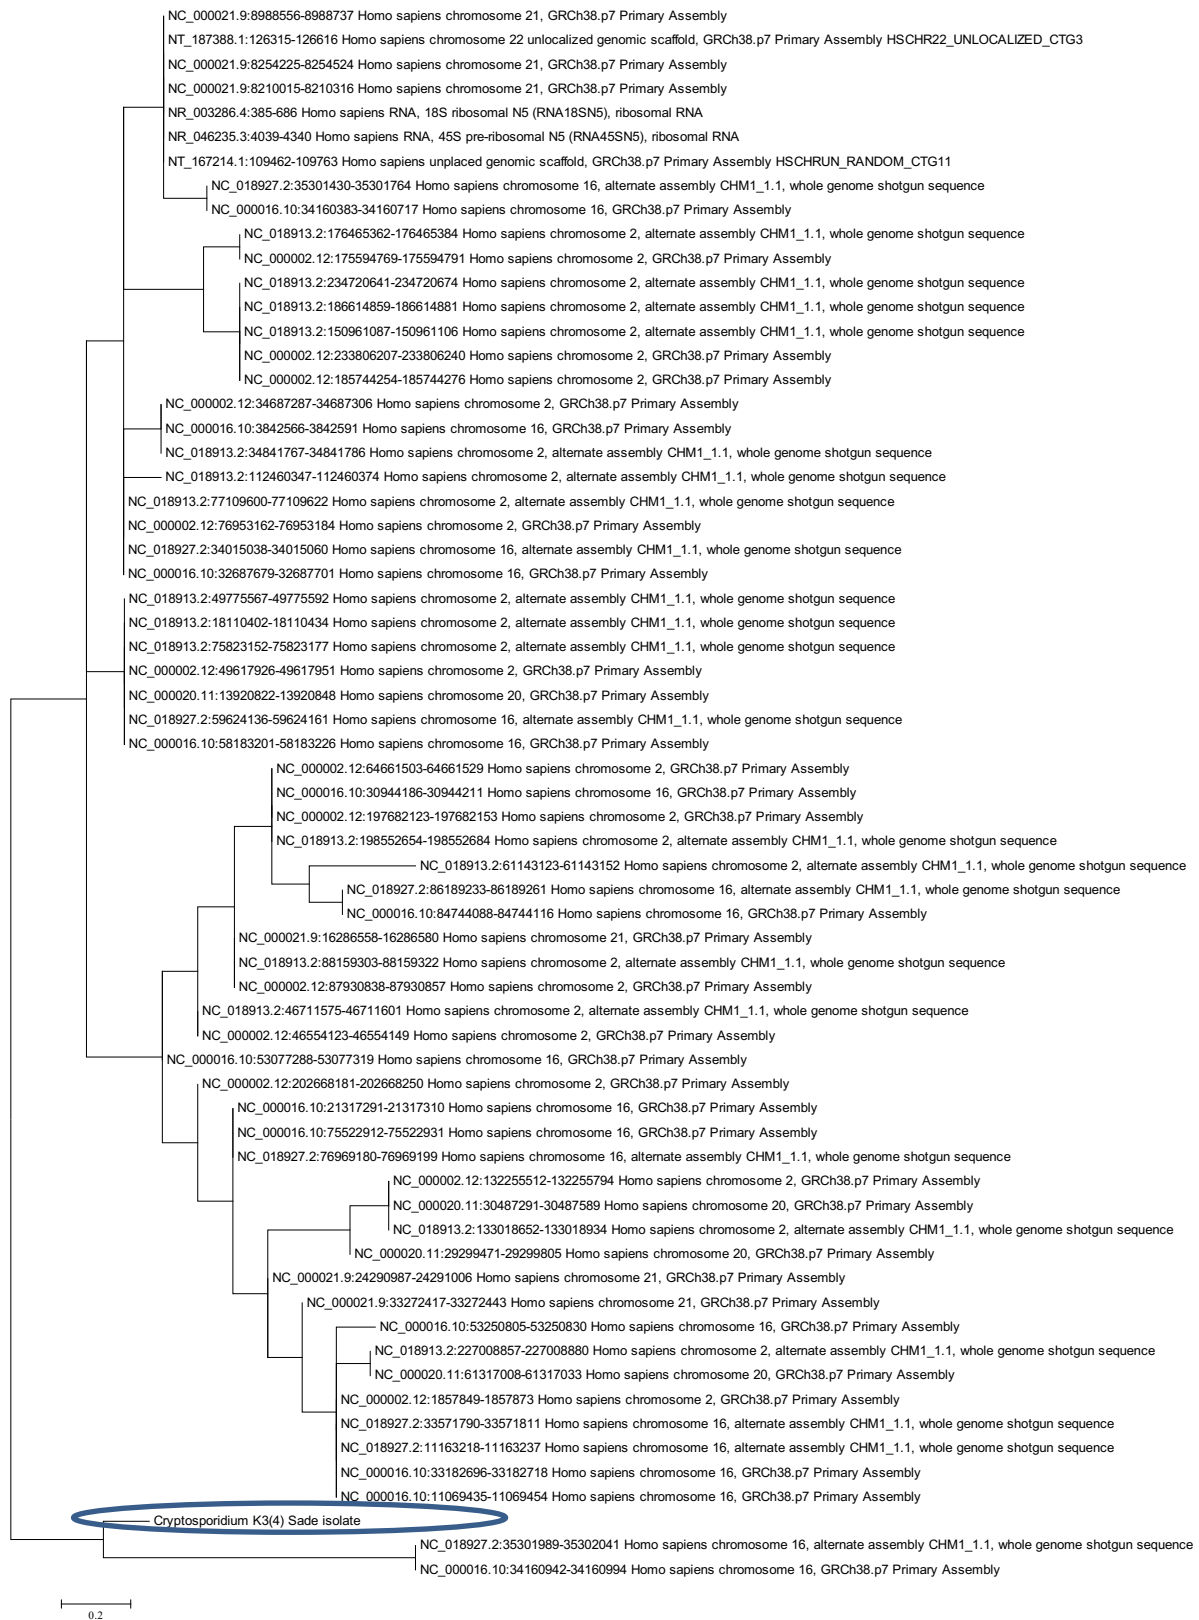 NC_000021.9:8988556-8988737 Homo sapiens chromosome 21, GRCh38.p7 Primary Assembly
NT_187388.1:126315-126616 Homo sapiens chromosome 22 unlocalized genomic scaffold, GRCh38.p7 Primary Assembly HSCHR22_UNLOCALIZED_CTG3
NC_000021.9:8254225-8254524 Homo sapiens chromosome 21, GRCh38.p7 Primary Assembly
NC_000021.9:8210015-8210316 Homo sapiens chromosome 21, GRCh38.p7 Primary Assembly
NR_003286.4:385-686 Homo sapiens RNA, 18S ribosomal N5 (RNA18SN5), ribosomal RNA
NR_046235.3:4039-4340 Homo sapiens RNA, 45S pre-ribosomal N5 (RNA45SN5), ribosomal RNA
NT_167214.1:109462-109763 Homo sapiens unplaced genomic scaffold, GRCh38.p7 Primary Assembly HSCHRUN_RANDOM_CTG11
NC_018927.2:35301430-35301764 Homo sapiens chromosome 16, alternate assembly CHM1_1.1, whole genome shotgun sequence
NC_000016.10:34160383-34160717 Homo sapiens chromosome 16, GRCh38.p7 Primary Assembly
NC_018913.2:176465362-176465384 Homo sapiens chromosome 2, alternate assembly CHM1_1.1, whole genome shotgun sequence
NC_000002.12:175594769-175594791 Homo sapiens chromosome 2, GRCh38.p7 Primary Assembly
NC_018913.2:234720641-234720674 Homo sapiens chromosome 2, alternate assembly CHM1_1.1, whole genome shotgun sequence
NC_018913.2:186614859-186614881 Homo sapiens chromosome 2, alternate assembly CHM1_1.1, whole genome shotgun sequence
NC_018913.2:150961087-150961106 Homo sapiens chromosome 2, alternate assembly CHM1_1.1, whole genome shotgun sequence
NC_000002.12:233806207-233806240 Homo sapiens chromosome 2, GRCh38.p7 Primary Assembly
NC_000002.12:185744254-185744276 Homo sapiens chromosome 2, GRCh38.p7 Primary Assembly
NC_000002.12:34687287-34687306 Homo sapiens chromosome 2, GRCh38.p7 Primary Assembly
NC_000016.10:3842566-3842591 Homo sapiens chromosome 16, GRCh38.p7 Primary Assembly
NC_018913.2:34841767-34841786 Homo sapiens chromosome 2, alternate assembly CHM1_1.1, whole genome shotgun sequence
NC_018913.2:112460347-112460374 Homo sapiens chromosome 2, alternate assembly CHM1_1.1, whole genome shotgun sequence
NC_018913.2:77109600-77109622 Homo sapiens chromosome 2, alternate assembly CHM1_1.1, whole genome shotgun sequence
NC_000002.12:76953162-76953184 Homo sapiens chromosome 2, GRCh38.p7 Primary Assembly
NC_018927.2:34015038-34015060 Homo sapiens chromosome 16, alternate assembly CHM1_1.1, whole genome shotgun sequence
NC_000016.10:32687679-32687701 Homo sapiens chromosome 16, GRCh38.p7 Primary Assembly
NC_018913.2:49775567-49775592 Homo sapiens chromosome 2, alternate assembly CHM1_1.1, whole genome shotgun sequence
NC_018913.2:18110402-18110434 Homo sapiens chromosome 2, alternate assembly CHM1_1.1, whole genome shotgun sequence
NC_018913.2:75823152-75823177 Homo sapiens chromosome 2, alternate assembly CHM1_1.1, whole genome shotgun sequence
NC_000002.12:49617926-49617951 Homo sapiens chromosome 2, GRCh38.p7 Primary Assembly
NC_000020.11:13920822-13920848 Homo sapiens chromosome 20, GRCh38.p7 Primary Assembly
NC_018927.2:59624136-59624161 Homo sapiens chromosome 16, alternate assembly CHM1_1.1, whole genome shotgun sequence
NC_000016.10:58183201-58183226 Homo sapiens chromosome 16, GRCh38.p7 Primary Assembly
NC_000002.12:64661503-64661529 Homo sapiens chromosome 2, GRCh38.p7 Primary Assembly
NC_000016.10:30944186-30944211 Homo sapiens chromosome 16, GRCh38.p7 Primary Assembly
NC_000002.12:197682123-197682153 Homo sapiens chromosome 2, GRCh38.p7 Primary Assembly
NC_018913.2:198552654-198552684 Homo sapiens chromosome 2, alternate assembly CHM1_1.1, whole genome shotgun sequence
NC_018913.2:61143123-61143152 Homo sapiens chromosome 2, alternate assembly CHM1_1.1, whole genome shotgun sequence
NC_018927.2:86189233-86189261 Homo sapiens chromosome 16, alternate assembly CHM1_1.1, whole genome shotgun sequence
NC_000016.10:84744088-84744116 Homo sapiens chromosome 16, GRCh38.p7 Primary Assembly
NC_000021.9:16286558-16286580 Homo sapiens chromosome 21, GRCh38.p7 Primary Assembly
NC_018913.2:88159303-88159322 Homo sapiens chromosome 2, alternate assembly CHM1_1.1, whole genome shotgun sequence
NC_000002.12:87930838-87930857 Homo sapiens chromosome 2, GRCh38.p7 Primary Assembly
NC_018913.2:46711575-46711601 Homo sapiens chromosome 2, alternate assembly CHM1_1.1, whole genome shotgun sequence
NC_000002.12:46554123-46554149 Homo sapiens chromosome 2, GRCh38.p7 Primary Assembly
NC_000016.10:53077288-53077319 Homo sapiens chromosome 16, GRCh38.p7 Primary Assembly
NC_000002.12:202668181-202668250 Homo sapiens chromosome 2, GRCh38.p7 Primary Assembly
NC_000016.10:21317291-21317310 Homo sapiens chromosome 16, GRCh38.p7 Primary Assembly
NC_000016.10:75522912-75522931 Homo sapiens chromosome 16, GRCh38.p7 Primary Assembly
NC_018927.2:76969180-76969199 Homo sapiens chromosome 16, alternate assembly CHM1_1.1, whole genome shotgun sequence
NC_000002.12:132255512-132255794 Homo sapiens chromosome 2, GRCh38.p7 Primary Assembly
NC_000020.11:30487291-30487589 Homo sapiens chromosome 20, GRCh38.p7 Primary Assembly
NC_018913.2:133018652-133018934 Homo sapiens chromosome 2, alternate assembly CHM1_1.1, whole genome shotgun sequence
NC_000020.11:29299471-29299805 Homo sapiens chromosome 20, GRCh38.p7 Primary Assembly
NC_000021.9:24290987-24291006 Homo sapiens chromosome 21, GRCh38.p7 Primary Assembly
NC_000021.9:33272417-33272443 Homo sapiens chromosome 21, GRCh38.p7 Primary Assembly
NC_000016.10:53250805-53250830 Homo sapiens chromosome 16, GRCh38.p7 Primary Assembly
NC_018913.2:227008857-227008880 Homo sapiens chromosome 2, alternate assembly CHM1_1.1, whole genome shotgun sequence
NC_000020.11:61317008-61317033 Homo sapiens chromosome 20, GRCh38.p7 Primary Assembly
NC_000002.12:1857849-1857873 Homo sapiens chromosome 2, GRCh38.p7 Primary Assembly
NC_018927.2:33571790-33571811 Homo sapiens chromosome 16, alternate assembly CHM1_1.1, whole genome shotgun sequence
NC_018927.2:11163218-11163237 Homo sapiens chromosome 16, alternate assembly CHM1_1.1, whole genome shotgun sequence
NC_000016.10:33182696-33182718 Homo sapiens chromosome 16, GRCh38.p7 Primary Assembly
NC_000016.10:11069435-11069454 Homo sapiens chromosome 16, GRCh38.p7 Primary Assembly
Cryptosporidium K3(4) Sade isolate
NC_018927.2:35301989-35302041 Homo sapiens chromosome 16, alternate assembly CHM1_1.1, whole genome shotgun sequence
NC_000016.10:34160942-34160994 Homo sapiens chromosome 16, GRCh38.p7 Primary Assembly
0.2